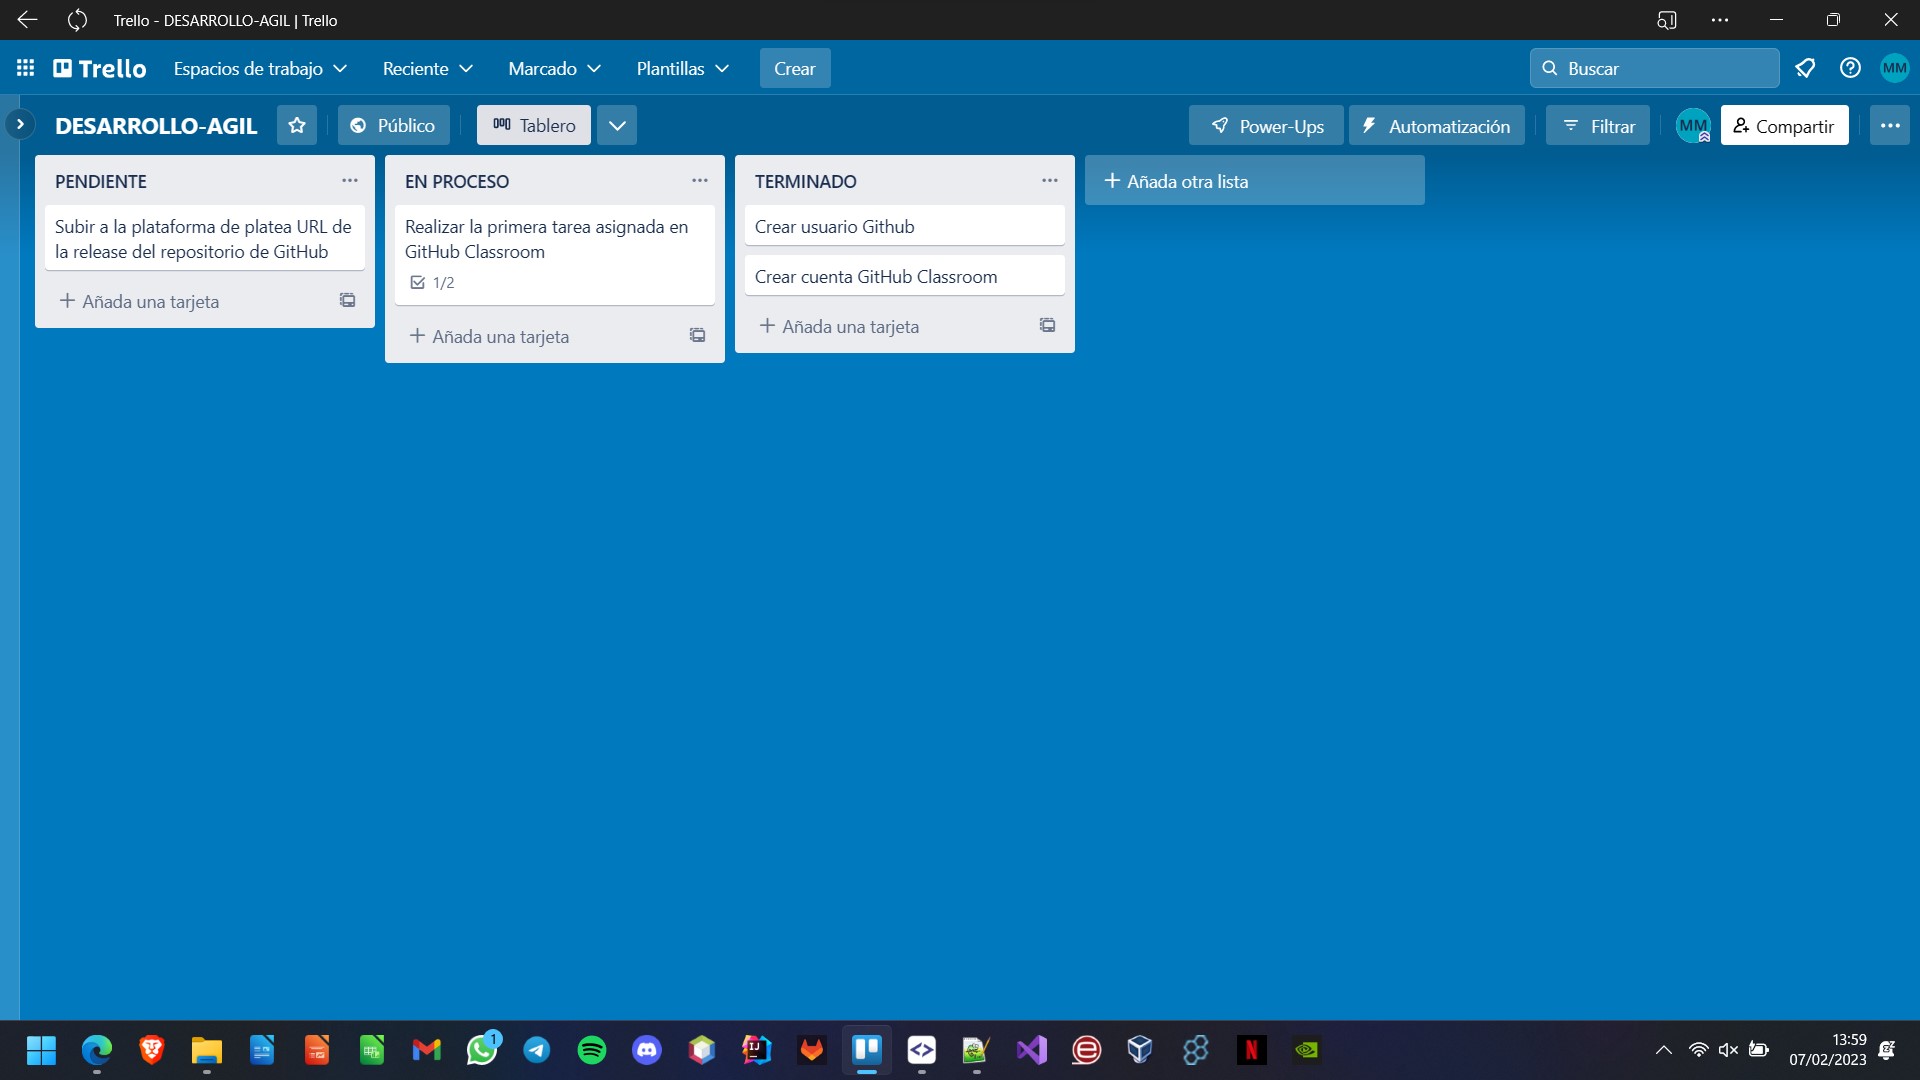 Trello - DESARROLLO-AGIL | Trello
Trello Espacios de trabajo Reciente Marcado Plantillas Crear Buscar MM
DESARROLLO-AGIL Público Tablero Power-Ups Automatización Filtrar MM Compartir
PENDIENTE
Subir a la plataforma de platea URL de
la release del repositorio de GitHub
Añada una tarjeta
EN PROCESO
Realizar la primera tarea asignada en
GitHub Classroom
1/2
Añada una tarjeta
TERMINADO
Crear usuario Github
Crear cuenta GitHub Classroom
Añada una tarjeta
Añada otra lista
1
IJ
13:59
07/02/2023